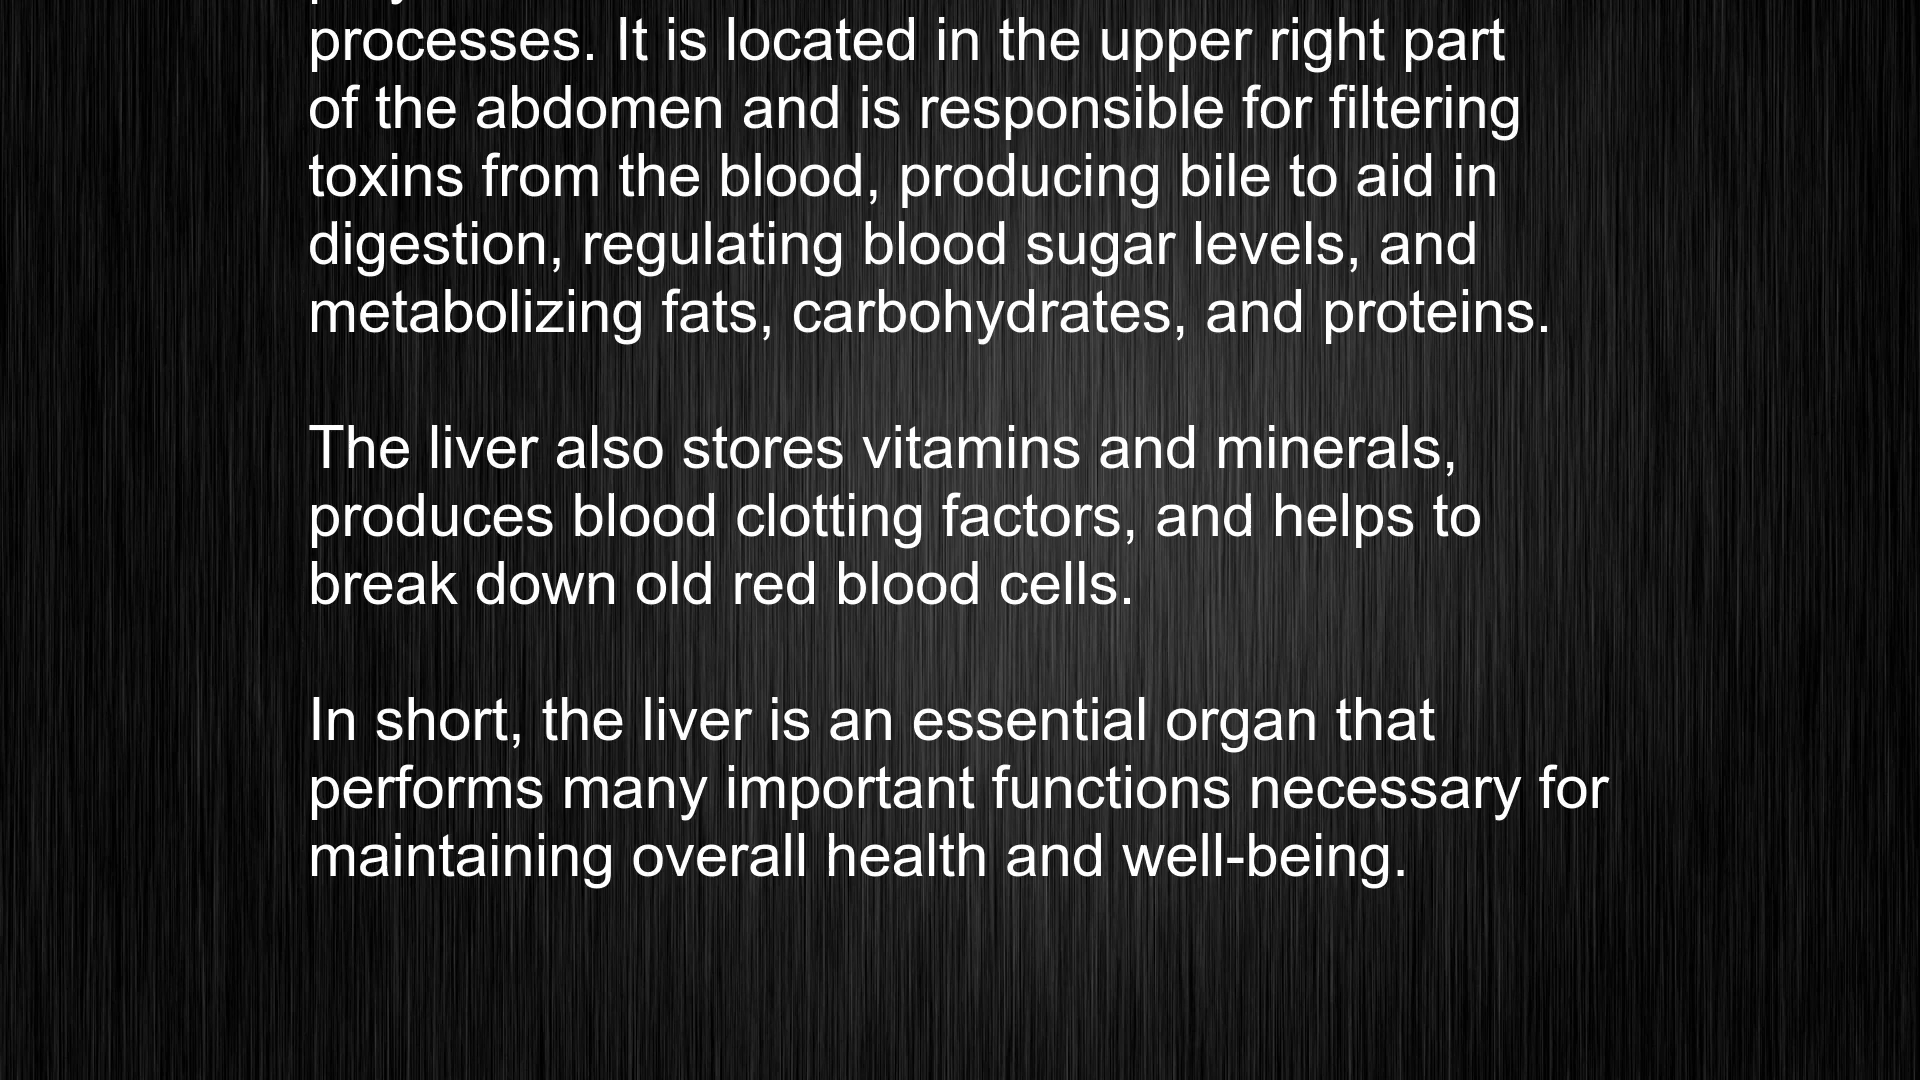 processes. It is located in the upper right part
of the abdomen and is responsible for filtering
toxins from the blood, producing bile to aid in
digestion, regulating blood sugar levels, and
metabolizing fats, carbohydrates, and proteins.
The liver also stores vitamins and minerals,
produces blood clotting factors, and helps to
break down old red blood cells.
In short, the liver is an essential organ that
performs many important functions necessary for
maintaining overall health and well-being.